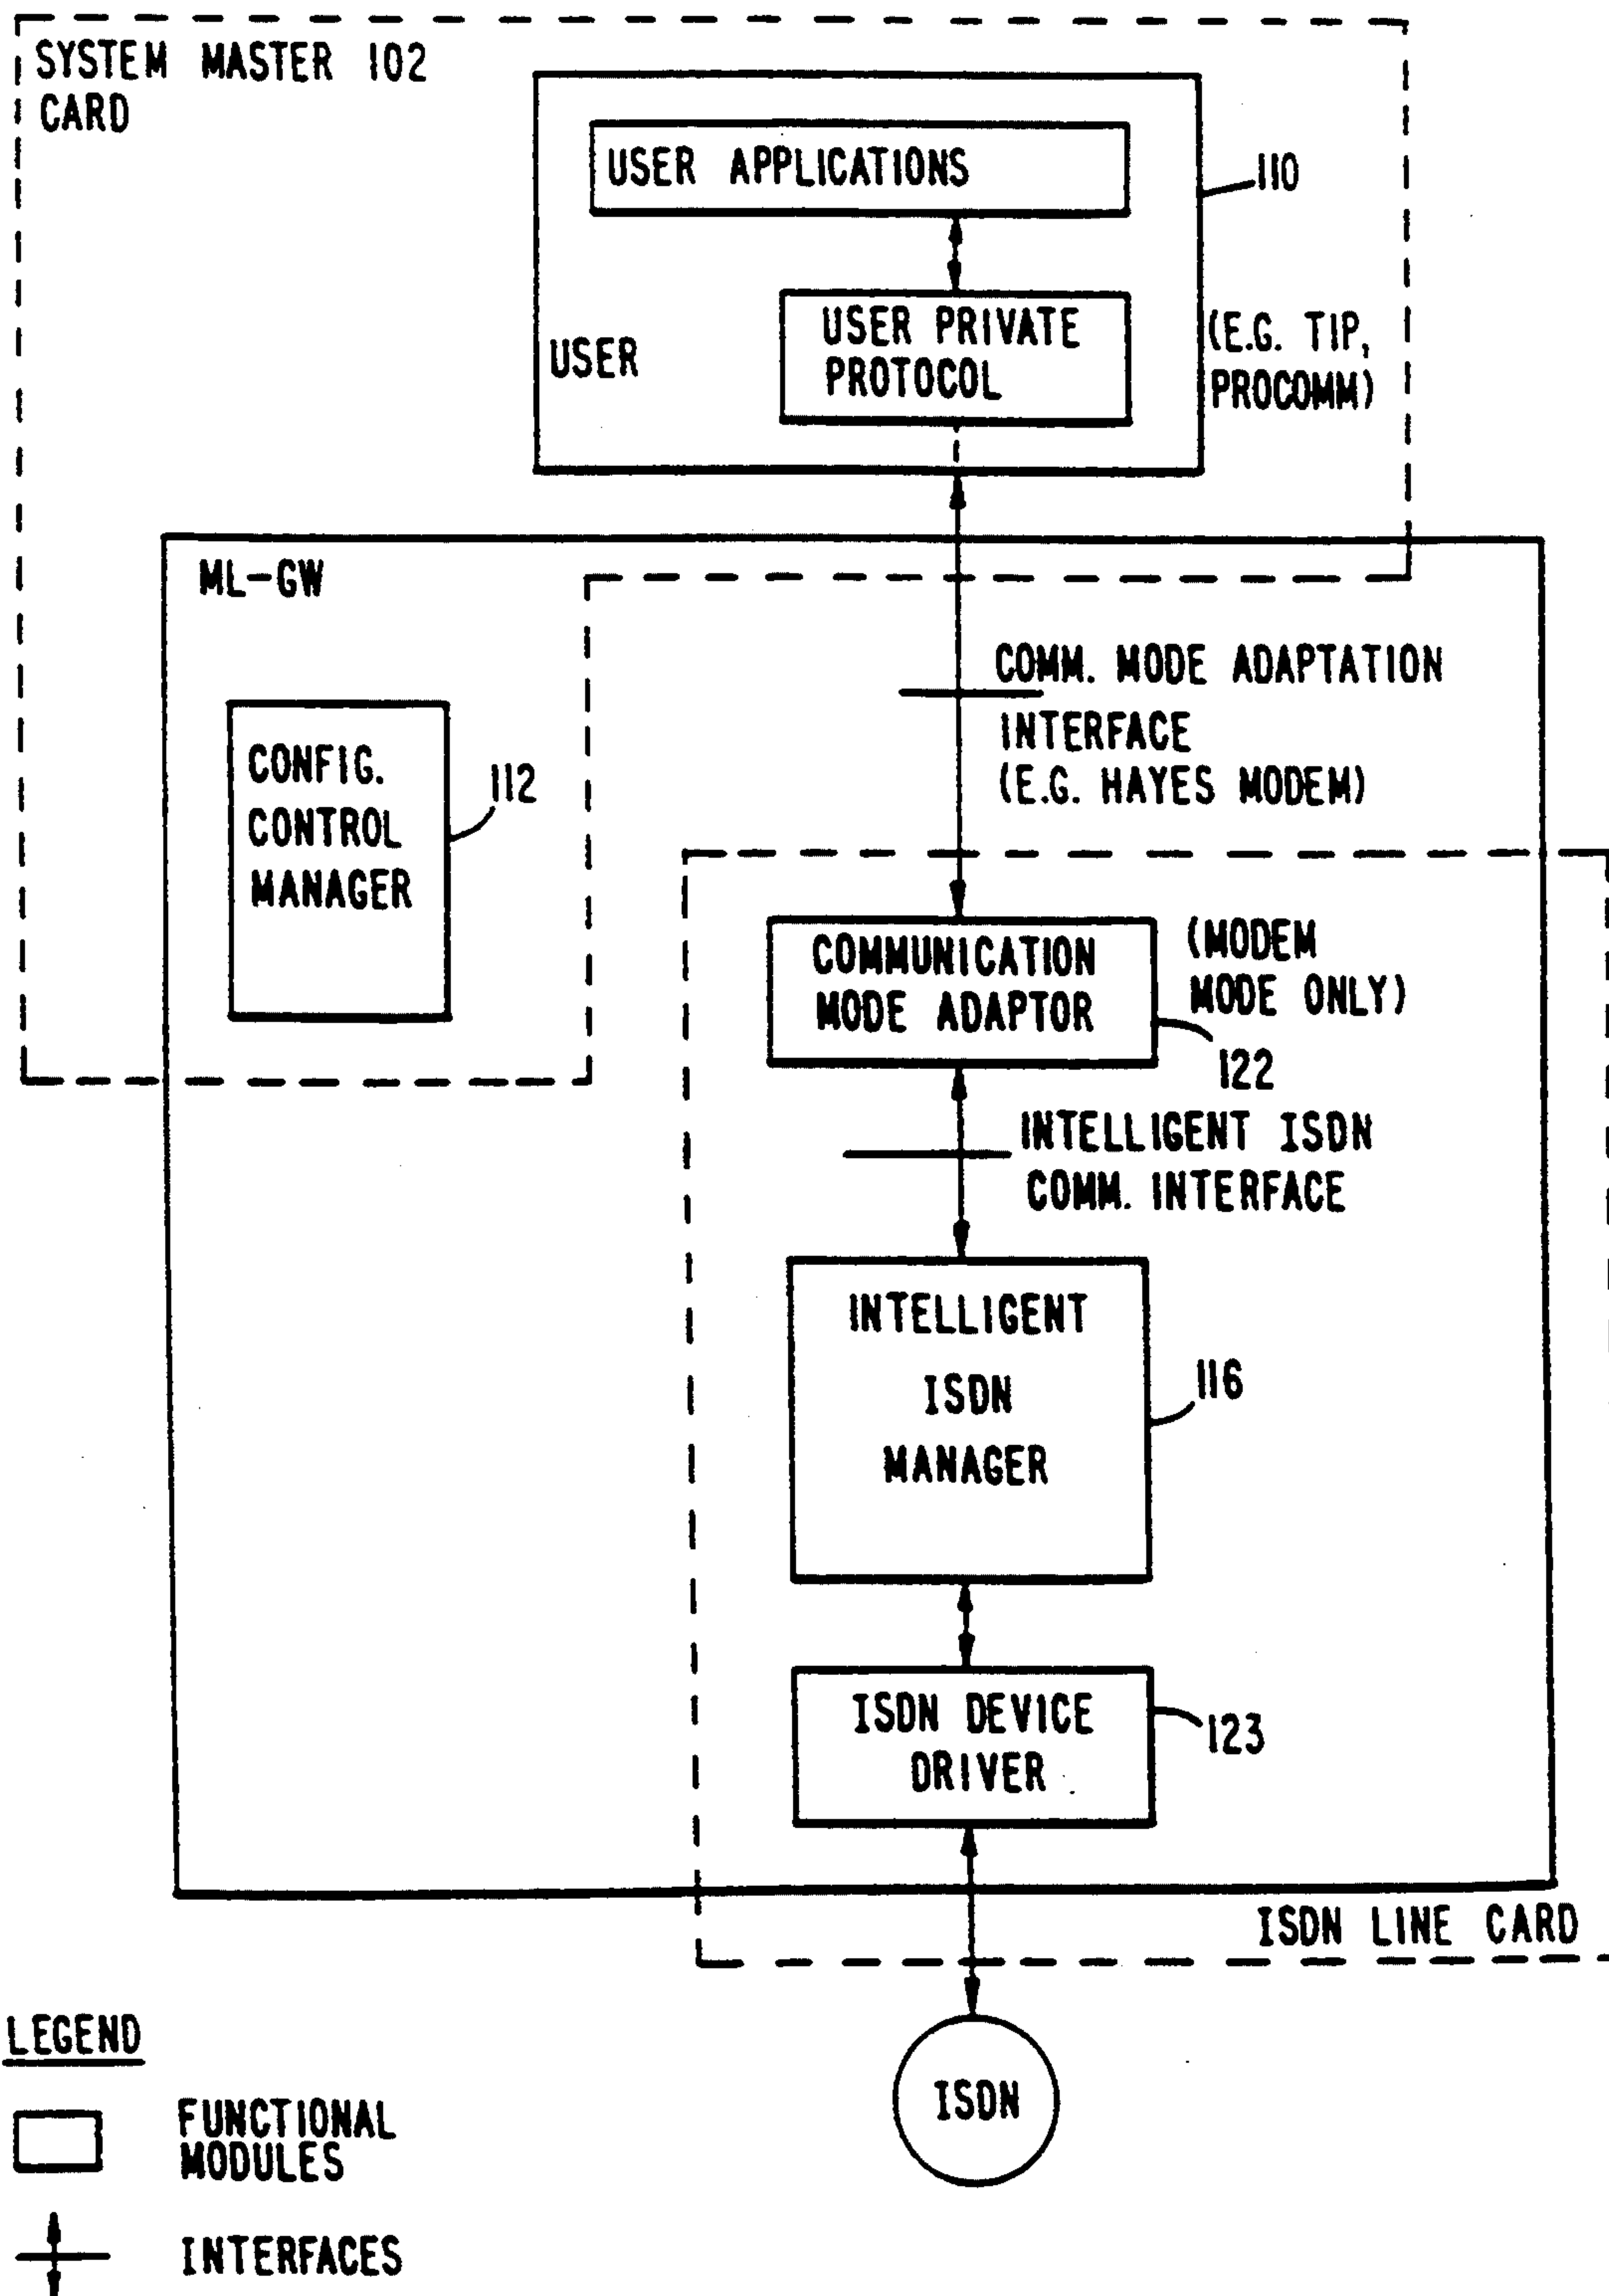 SYSTEM MASTER 102
CARD
USER APPLICATIONS
110
USER PRIVATE
PROTOCOL
USER
(E.G. TIP,
PROCOMM)
ML-GW
COMM. MODE ADAPTATION
INTERFACE
(E.G. HAYES MODEM)
CONFIG.
CONTROL
MANAGER
112
COMMUNICATION
MODE ADAPTOR
(MODEM
MODE ONLY)
122
INTELLIGENT ISDN
COMM. INTERFACE
INTELLIGENT
ISDN
MANAGER
116
ISDN DEVICE
DRIVER
123
ISDN LINE CARD
ISDN
LEGEND
FUNCTIONAL
MODULES
INTERFACES